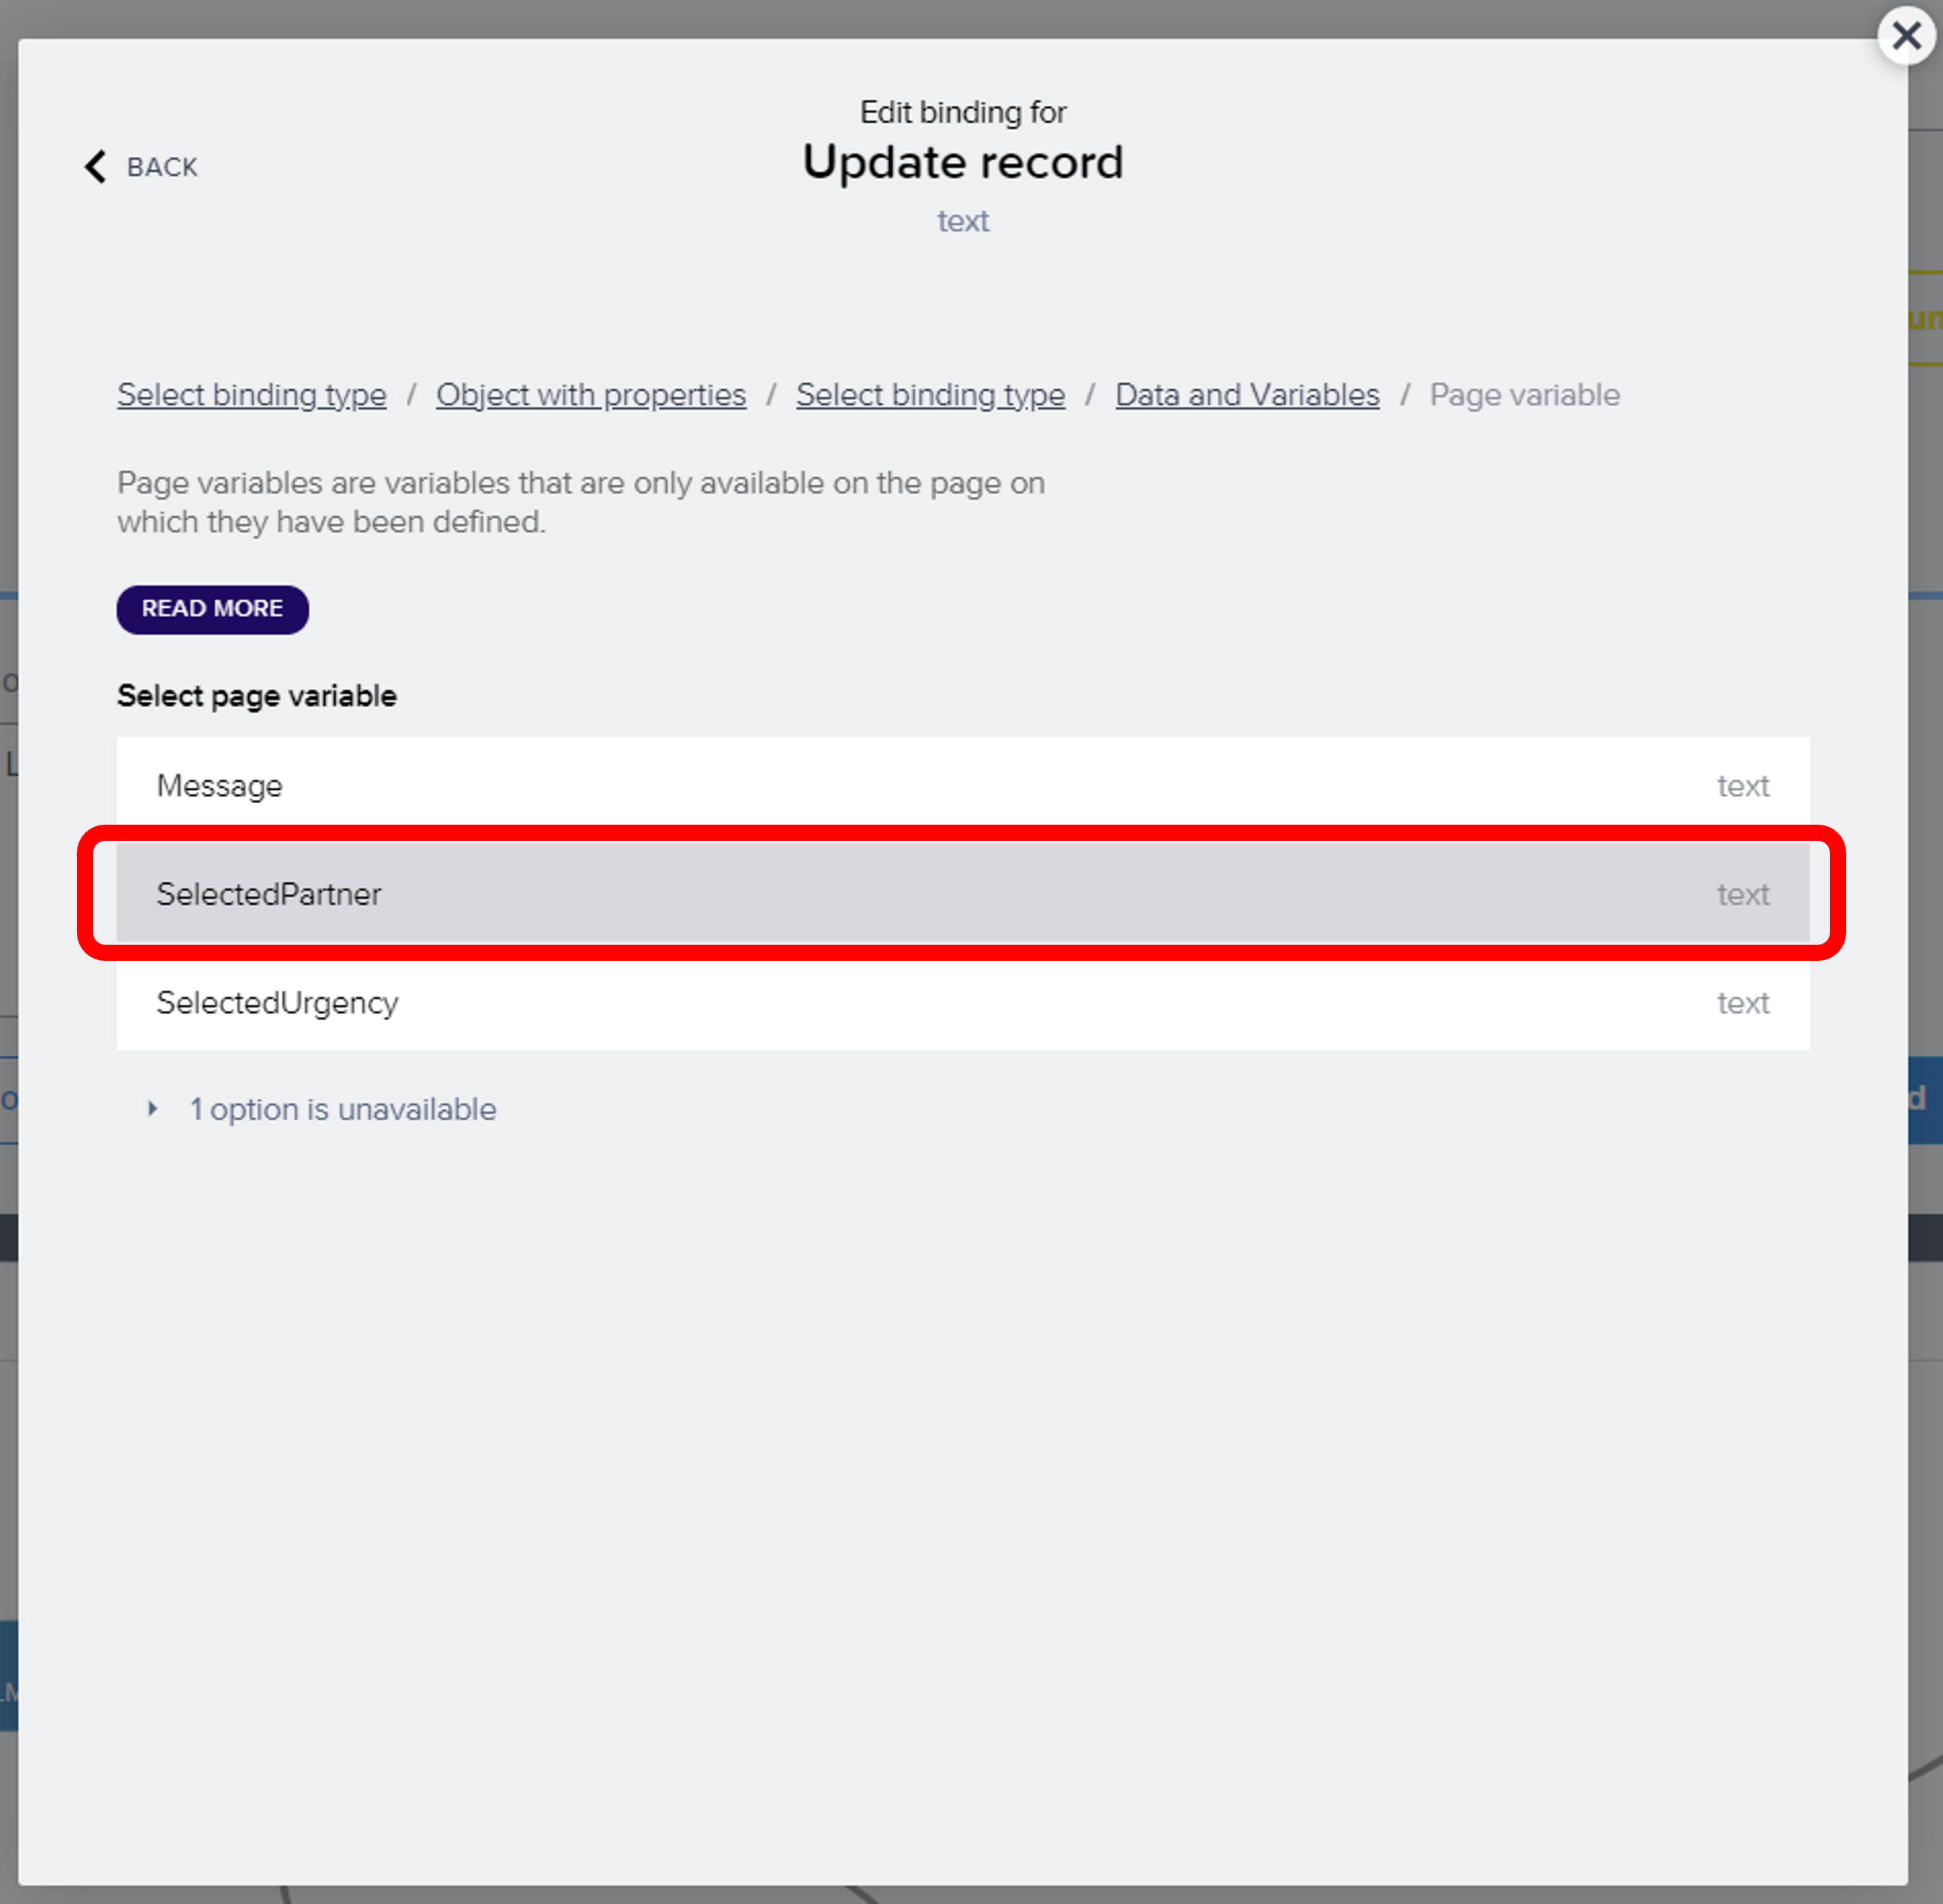 Edit binding for
BACK
Update record
text
Select binding type / Object with properties / Select binding type / Data and Variables / Page variable
Page variables are variables that are only available on the page on
which they have been defined.
READ MORE
Select page variable
Message text
SelectedPartner text
SelectedUrgency text
1 option is unavailable